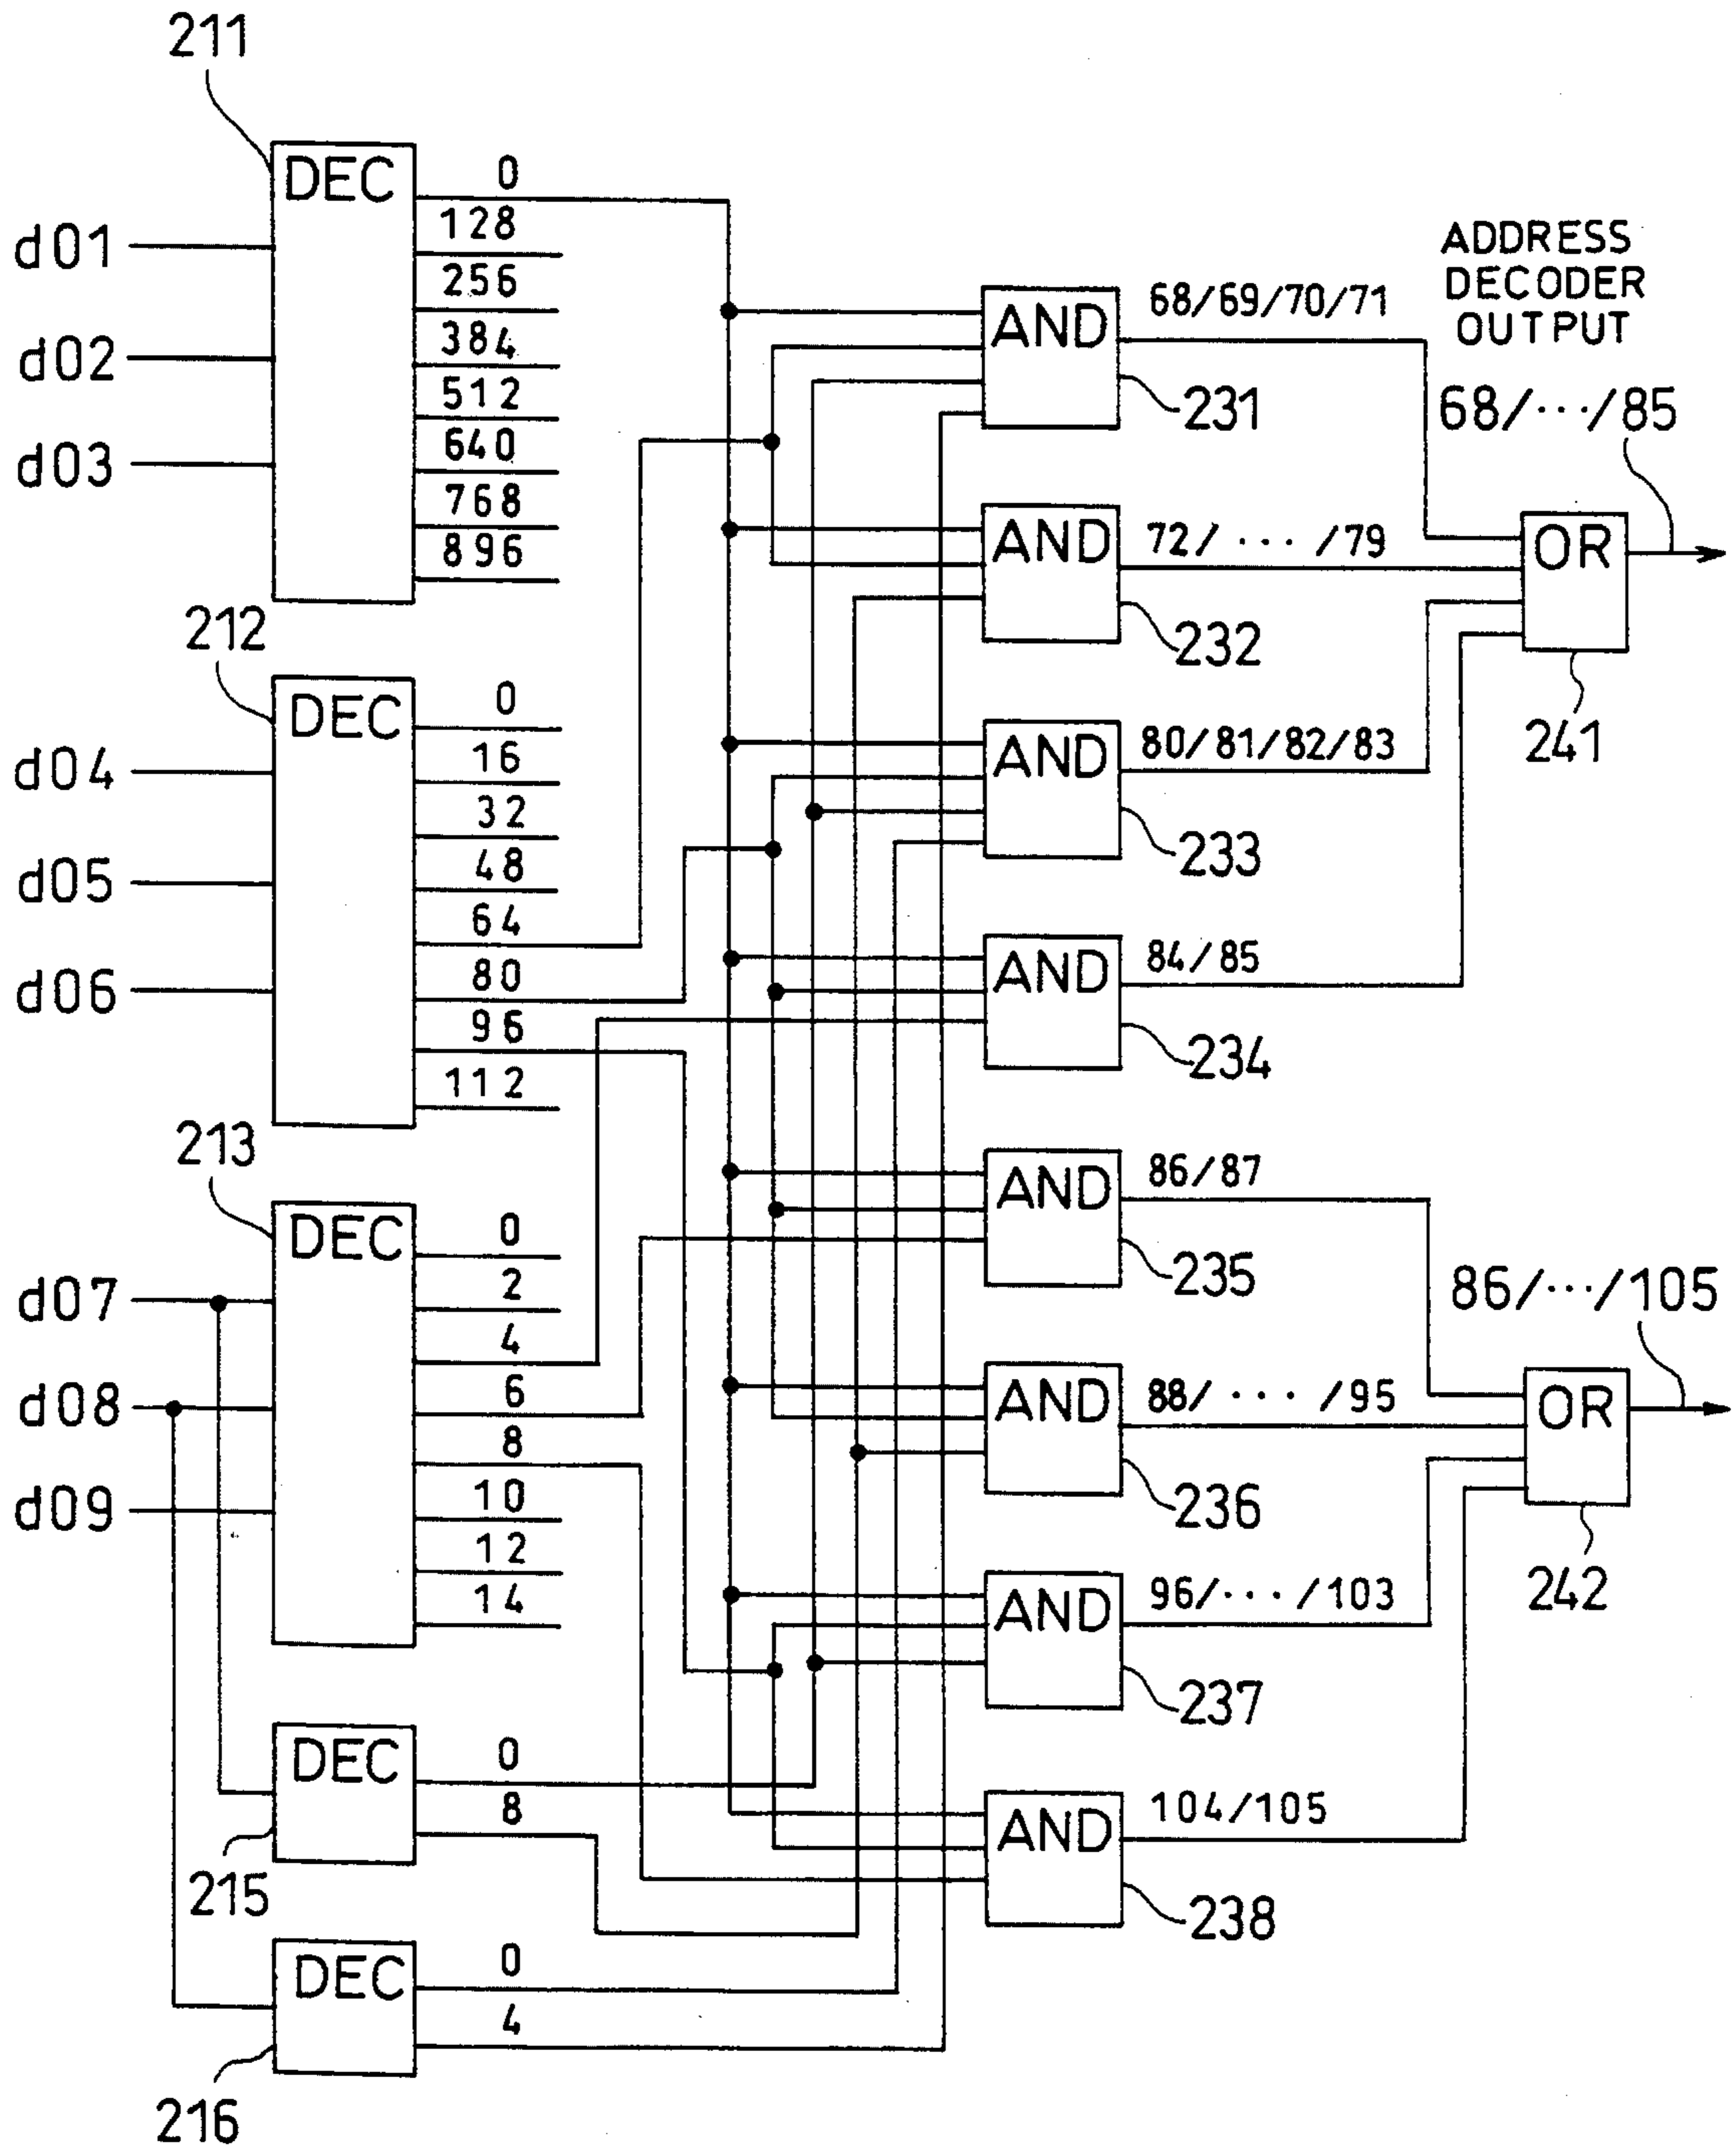 211
DEC
0
128
256
384
512
640
768
896
d01
d02
d03
212
DEC
0
16
32
48
64
80
96
112
d04
d05
d06
213
DEC
0
2
4
6
8
10
12
14
d07
d08
d09
DEC
0
8
215
DEC
0
4
216
AND
68/69/70/71
231
AND
72/ ··· /79
232
AND
80/81/82/83
233
AND
84/85
234
AND
86/87
235
AND
88/ ··· /95
236
AND
96/ ··· /103
237
AND
104/105
238
ADDRESS
DECODER
OUTPUT
68/···/85
OR
241
86/···/105
OR
242